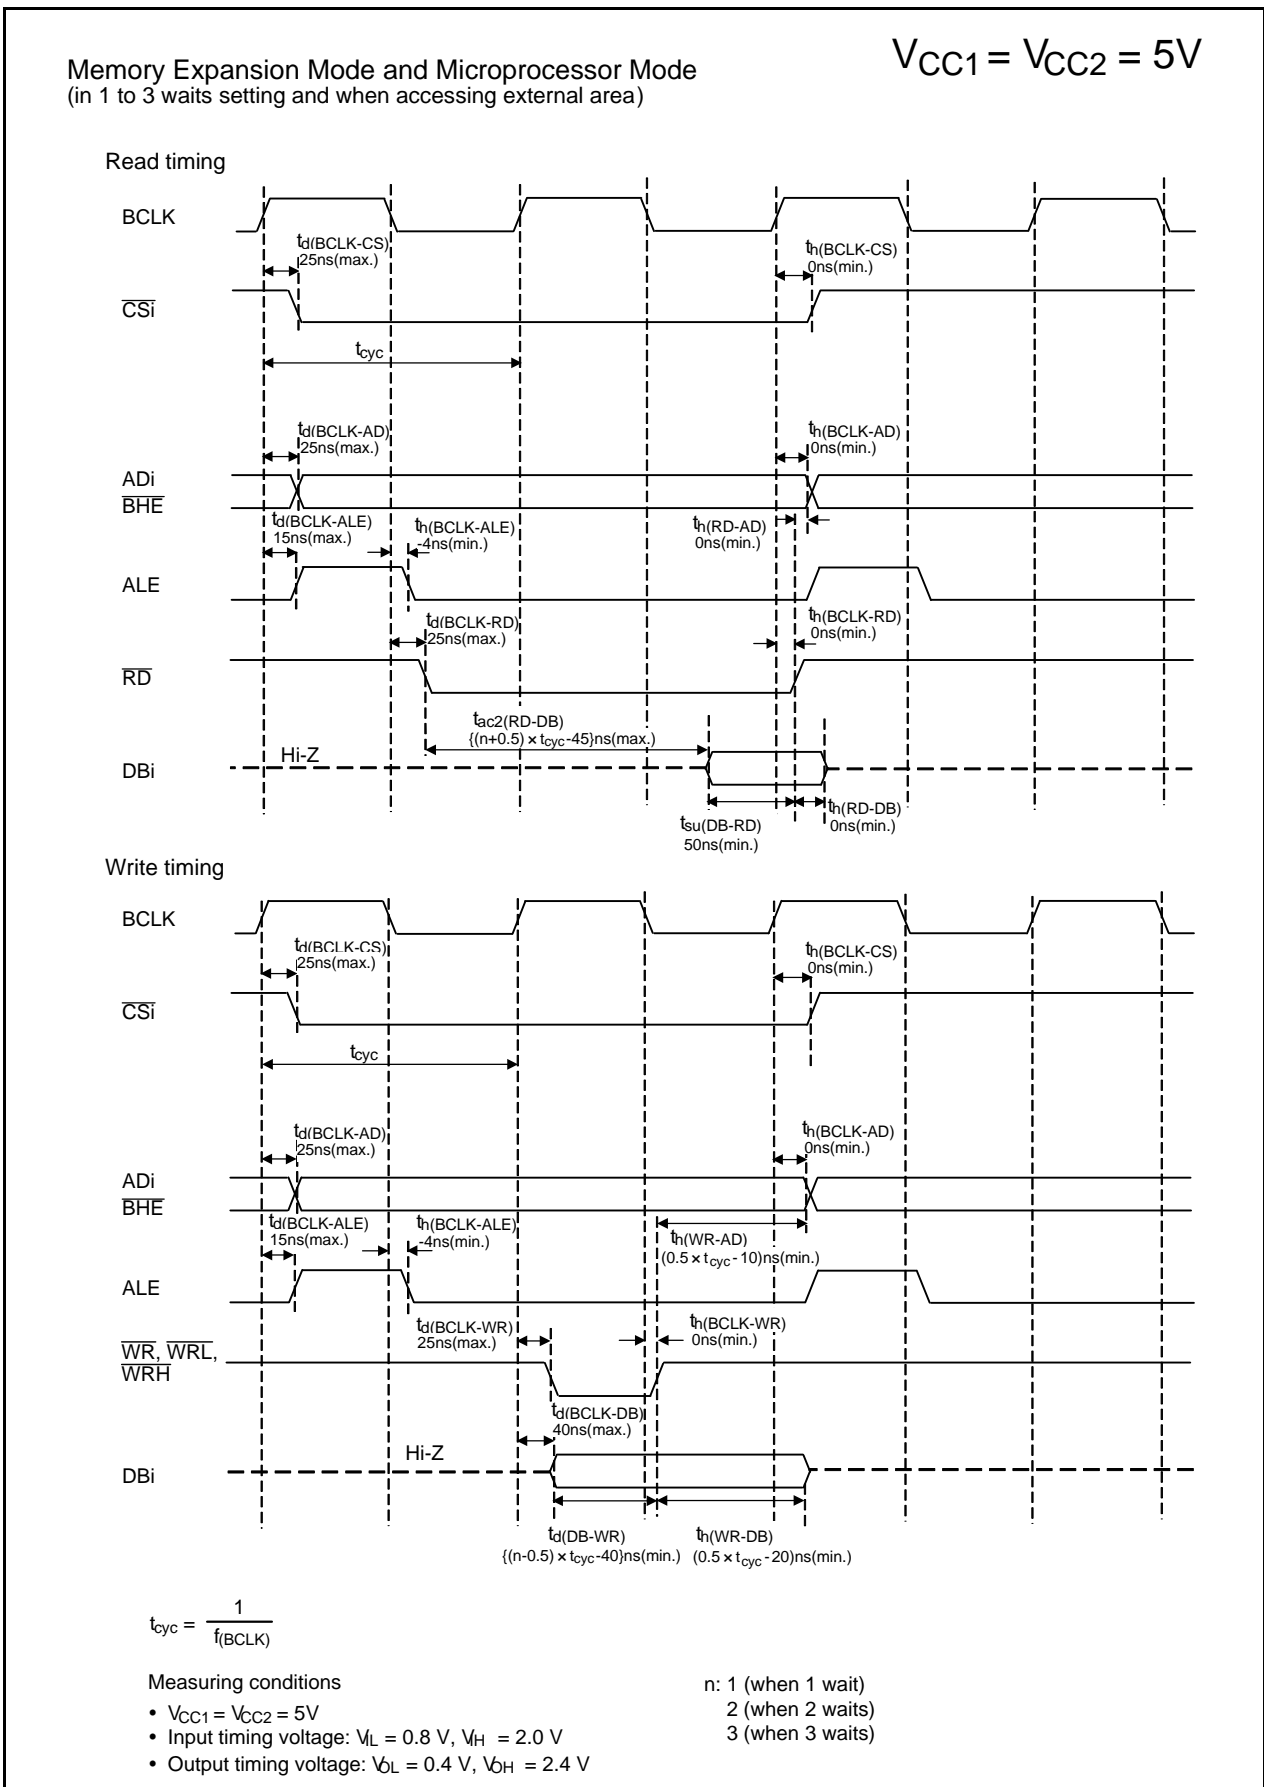 VCC1 = VCC2 = 5V
Memory Expansion Mode and Microprocessor Mode
(in 1 to 3 waits setting and when accessing external area)
Read timing
BCLK
td(BCLK-CS)
25ns(max.)
th(BCLK-CS)
0ns(min.)
CSi
tcyc
td(BCLK-AD)
25ns(max.)
th(BCLK-AD)
0ns(min.)
ADi
BHE
td(BCLK-ALE)
15ns(max.)
th(BCLK-ALE)
-4ns(min.)
th(RD-AD)
0ns(min.)
ALE
td(BCLK-RD)
25ns(max.)
th(BCLK-RD)
0ns(min.)
RD
tac2(RD-DB)
{(n+0.5) × tcyc-45}ns(max.)
Hi-Z
DBi
tsu(DB-RD)
50ns(min.)
th(RD-DB)
0ns(min.)
Write timing
BCLK
td(BCLK-CS)
25ns(max.)
th(BCLK-CS)
0ns(min.)
CSi
tcyc
td(BCLK-AD)
25ns(max.)
th(BCLK-AD)
0ns(min.)
ADi
BHE
td(BCLK-ALE)
15ns(max.)
th(BCLK-ALE)
-4ns(min.)
th(WR-AD)
(0.5 × tcyc - 10)ns(min.)
ALE
td(BCLK-WR)
25ns(max.)
th(BCLK-WR)
0ns(min.)
WR, WRL,
WRH
td(BCLK-DB)
40ns(max.)
Hi-Z
DBi
td(DB-WR)
{(n-0.5) × tcyc-40}ns(min.)
th(WR-DB)
(0.5 × tcyc - 20)ns(min.)
tcyc = 1
f(BCLK)
Measuring conditions
• VCC1 = VCC2 = 5V
• Input timing voltage: VIL = 0.8 V, VIH = 2.0 V
• Output timing voltage: VOL = 0.4 V, VOH = 2.4 V
n: 1 (when 1 wait)
2 (when 2 waits)
3 (when 3 waits)